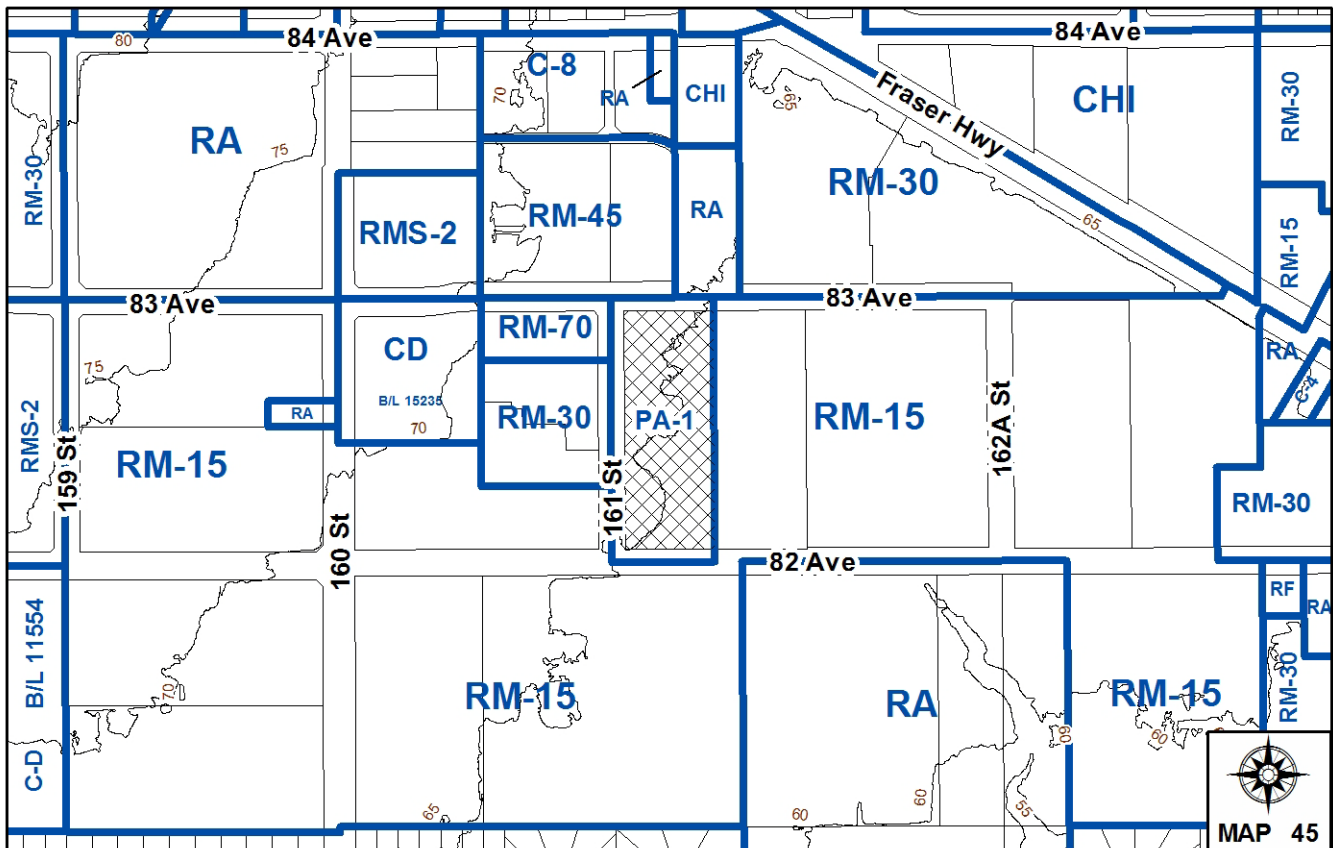 84 Ave
84 Ave
80
C-8
70
RA
CHI
65
Fraser Hwy
CHI
RM-30
RM-30
RA
75
RM-30
RMS-2
RM-45
RA
65
RM-15
83 Ave
83 Ave
RM-70
CD
B/L 15235
70
75
RA
RM-30
PA-1
RM-15
162A St
RA
C-4
RMS-2
159 St
RM-15
160 St
161 St
RM-30
82 Ave
RF
RA
B/L 11554
C-D
70
RM-15
65
RA
60
60
55
60
RM-15
60
RM-30
MAP 45